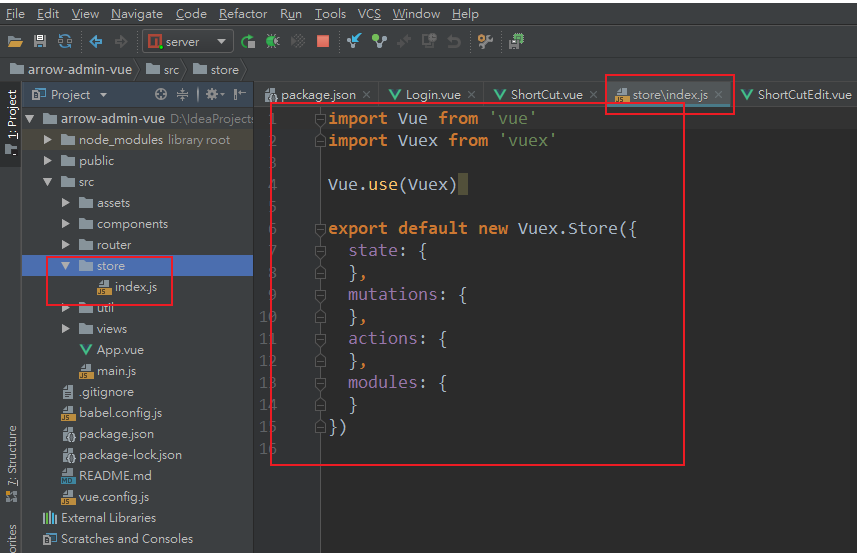 File Edit View Navigate Code Refactor Run Tools VCS Window Help
server
arrow-admin-vue src store
Project
package.json Login.vue ShortCut.vue store\index.js ShortCutEdit.vue
1: Project
arrow-admin-vue D:\IdeaProjects
node_modules library root
public
src
assets
components
router
store
index.js
util
views
App.vue
main.js
.gitignore
babel.config.js
package.json
package-lock.json
README.md
vue.config.js
External Libraries
Scratches and Consoles
7: Structure
1 import Vue from 'vue'
2 import Vuex from 'vuex'
3
4 Vue.use(Vuex)
5
6 export default new Vuex.Store({
7 state: {
8 },
9 mutations: {
10 },
11 actions: {
12 },
13 modules: {
14 }
15 })
16